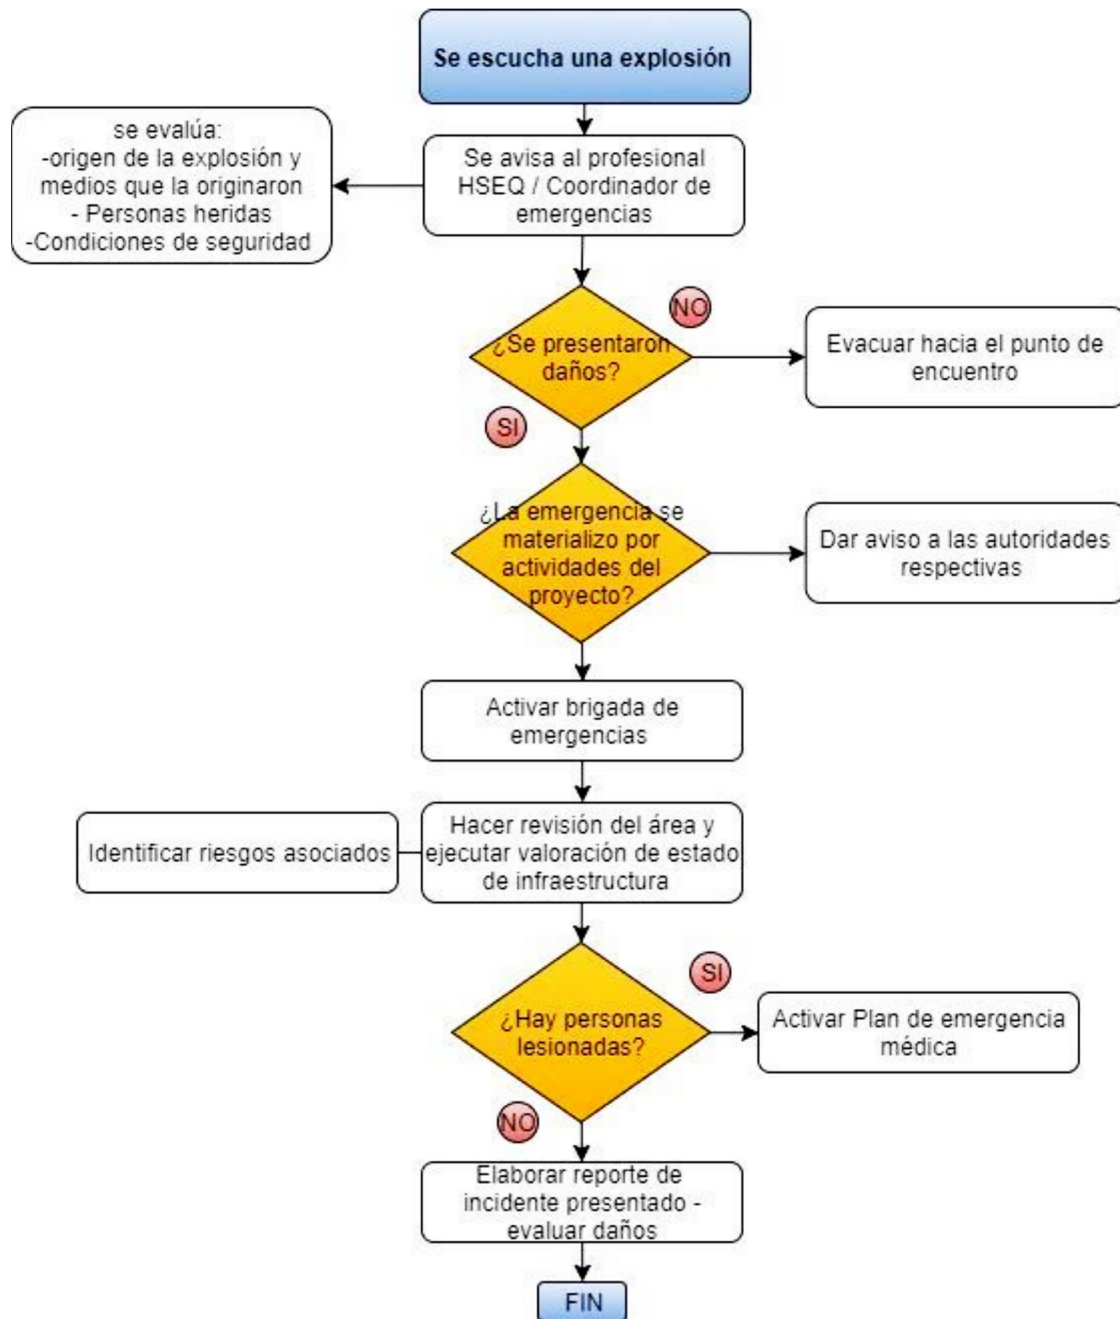 Se escucha una explosión
se evalúa:
-origen de la explosión y
medios que la originaron
- Personas heridas
-Condiciones de seguridad
Se avisa al profesional
HSEQ / Coordinador de
emergencias
NO
¿Se presentaron
daños?
Evacuar hacia el punto de
encuentro
SI
¿La emergencia se
materializo por
actividades del
proyecto?
Dar aviso a las autoridades
respectivas
Activar brigada de
emergencias
Identificar riesgos asociados
Hacer revisión del área y
ejecutar valoración de estado
de infraestructura
SI
¿Hay personas
lesionadas?
Activar Plan de emergencia
médica
NO
Elaborar reporte de
incidente presentado -
evaluar daños
FIN